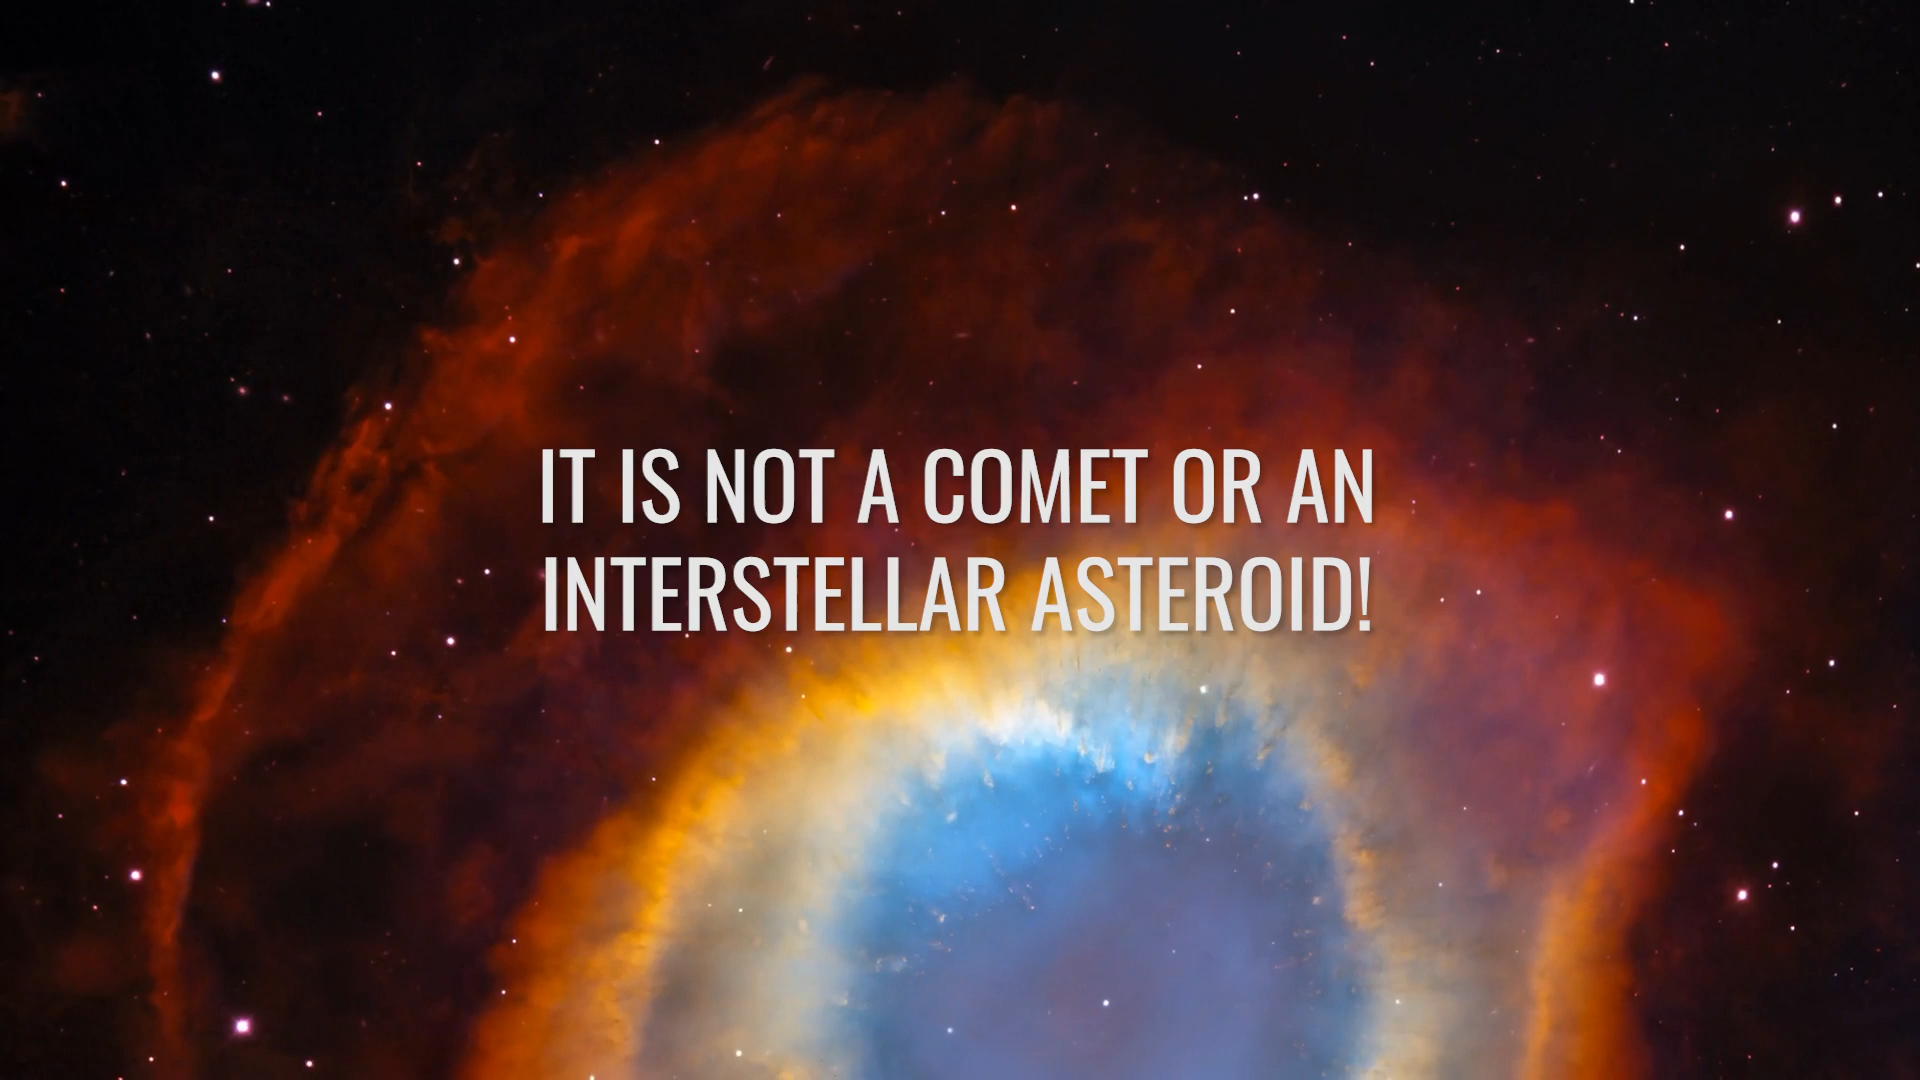 IT IS NOT A COMET OR AN
INTERSTELLAR ASTEROID!